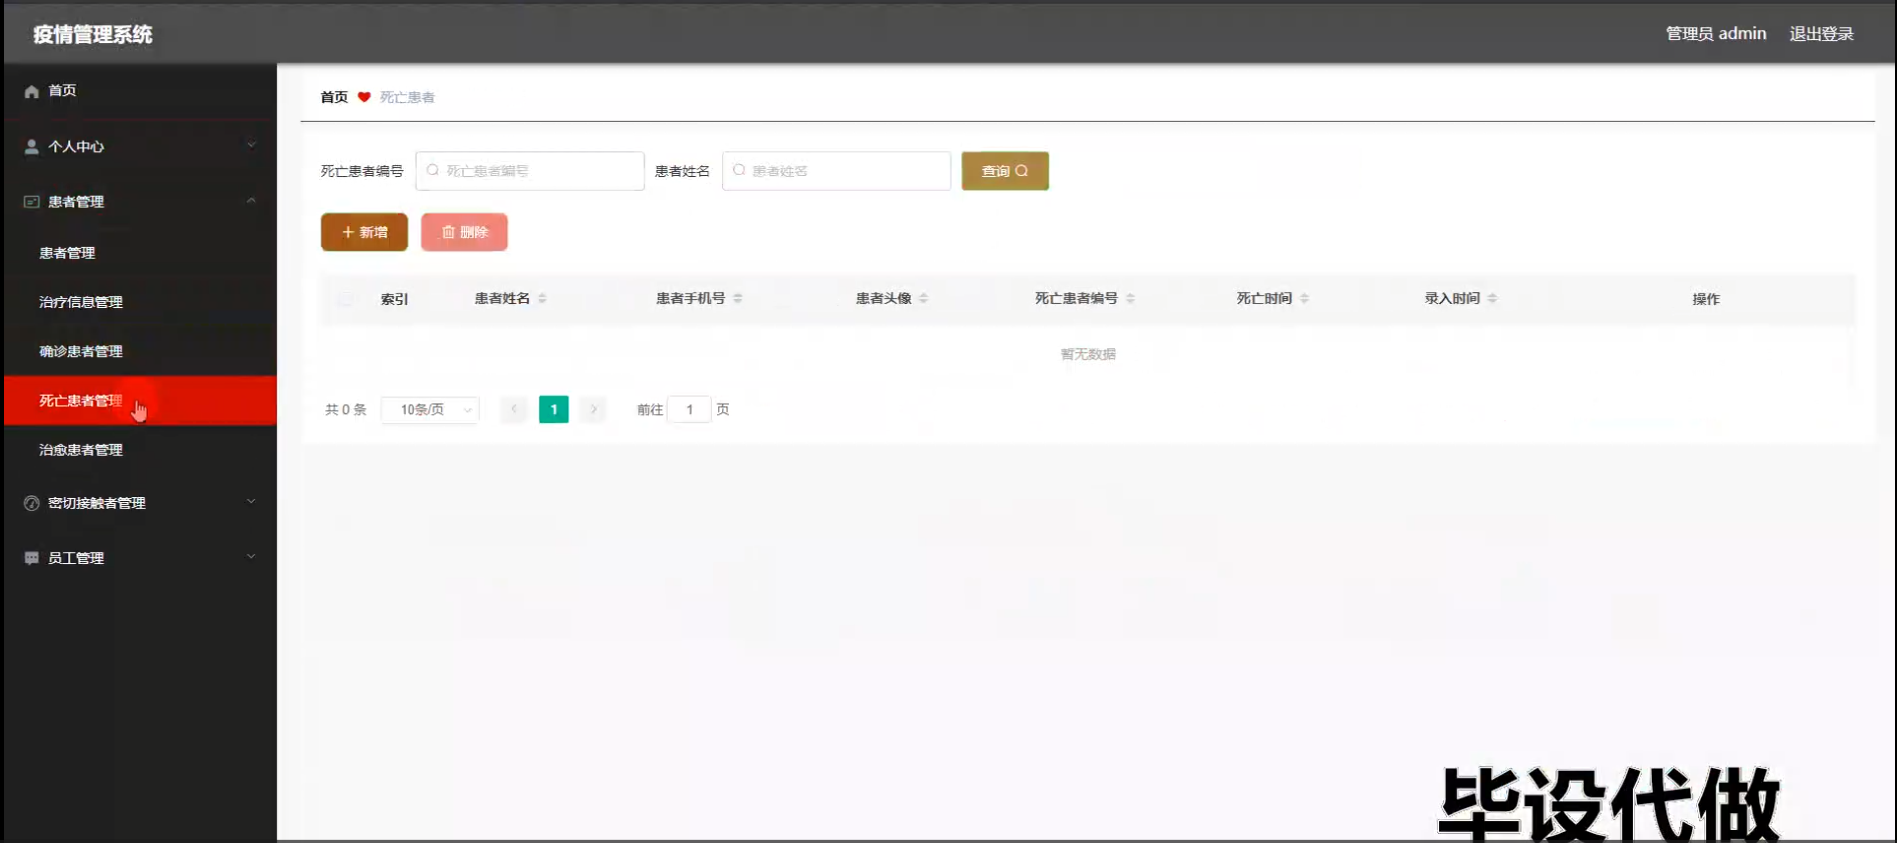 疫情管理系统
管理员 admin 退出登录
首页
个人中心
患者管理
患者管理
治疗信息管理
确诊患者管理
死亡患者管理
治愈患者管理
密切接触者管理
员工管理
首页 死亡患者
死亡患者编号 死亡患者编号 患者姓名 患者姓名 查询
新增 删除
索引 患者姓名 患者手机号 患者头像 死亡患者编号 死亡时间 录入时间 操作
暂无数据
共 0 条 10条/页 1 前往 1 页
毕设代做